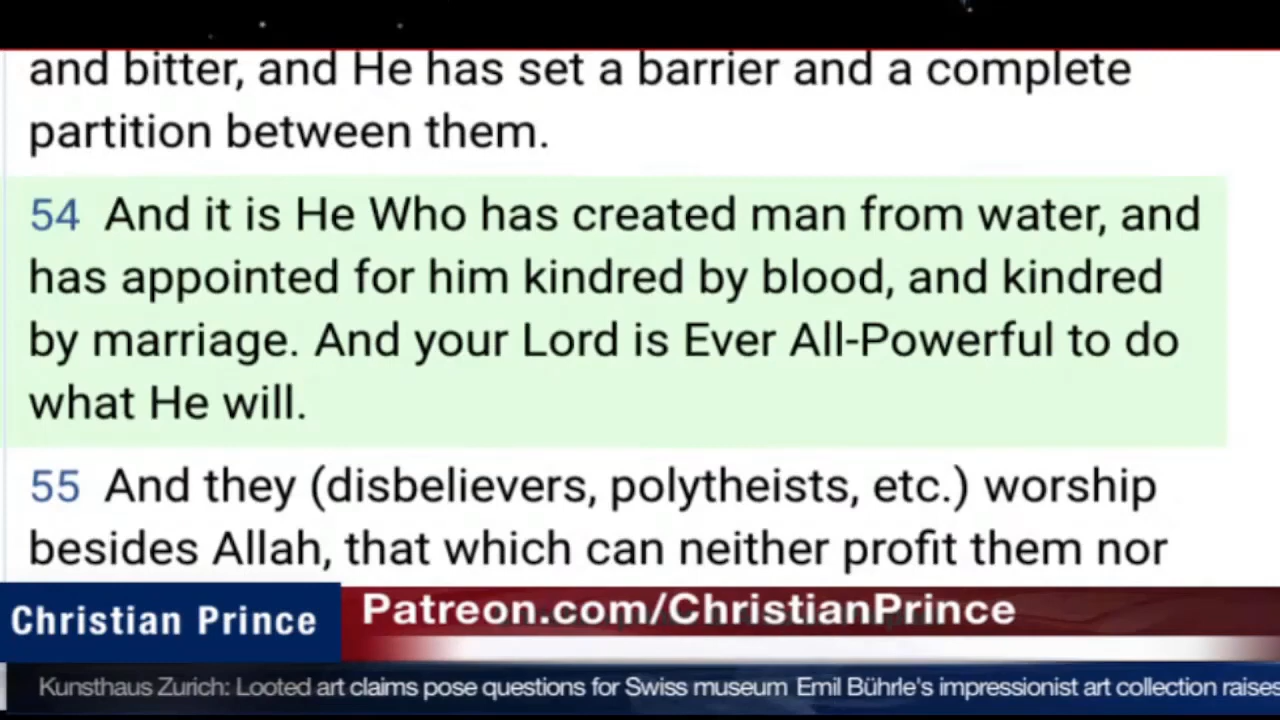 and bitter, and He has set a barrier and a complete
partition between them.
54 And it is He Who has created man from water, and
has appointed for him kindred by blood, and kindred
by marriage. And your Lord is Ever All-Powerful to do
what He will.
55 And they (disbelievers, polytheists, etc.) worship
besides Allah, that which can neither profit them nor
Christian Prince
Patreon.com/ChristianPrince
Kunsthaus Zurich: Looted art claims pose questions for Swiss museum Emil Bührle's impressionist art collection raises